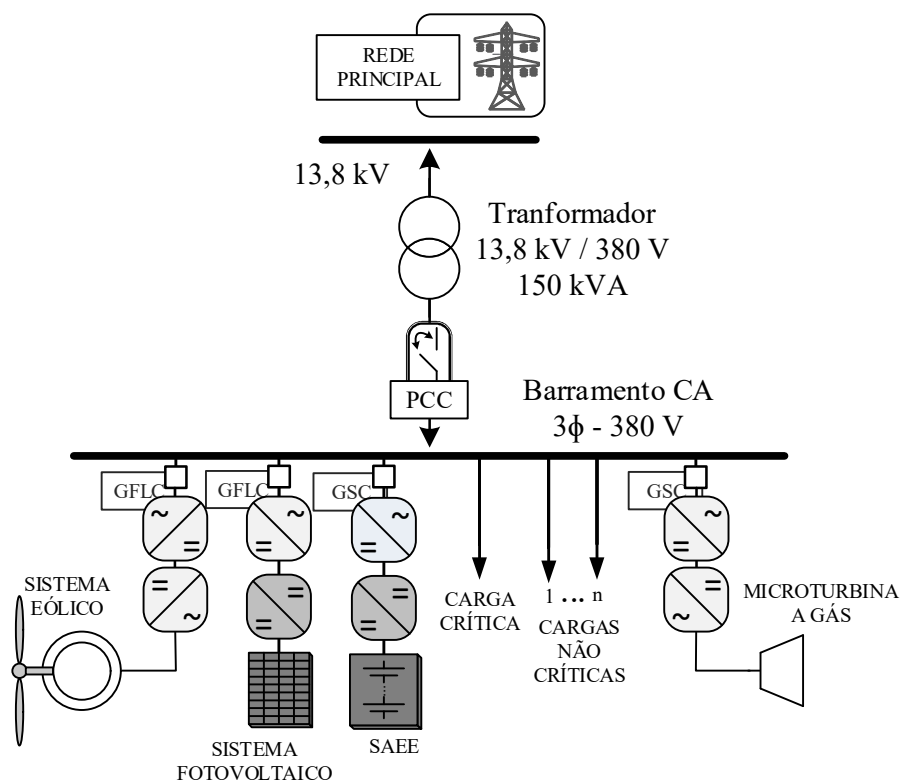 REDE
PRINCIPAL
13,8 kV
Tranformador
13,8 kV / 380 V
150 kVA
PCC
Barramento CA
3ϕ - 380 V
GFLC
GFLC
GSC
GSC
SISTEMA
EÓLICO
CARGA
CRÍTICA
1 ... n
CARGAS
NÃO
CRÍTICAS
MICROTURBINA
A GÁS
SISTEMA
FOTOVOLTAICO
SAEE